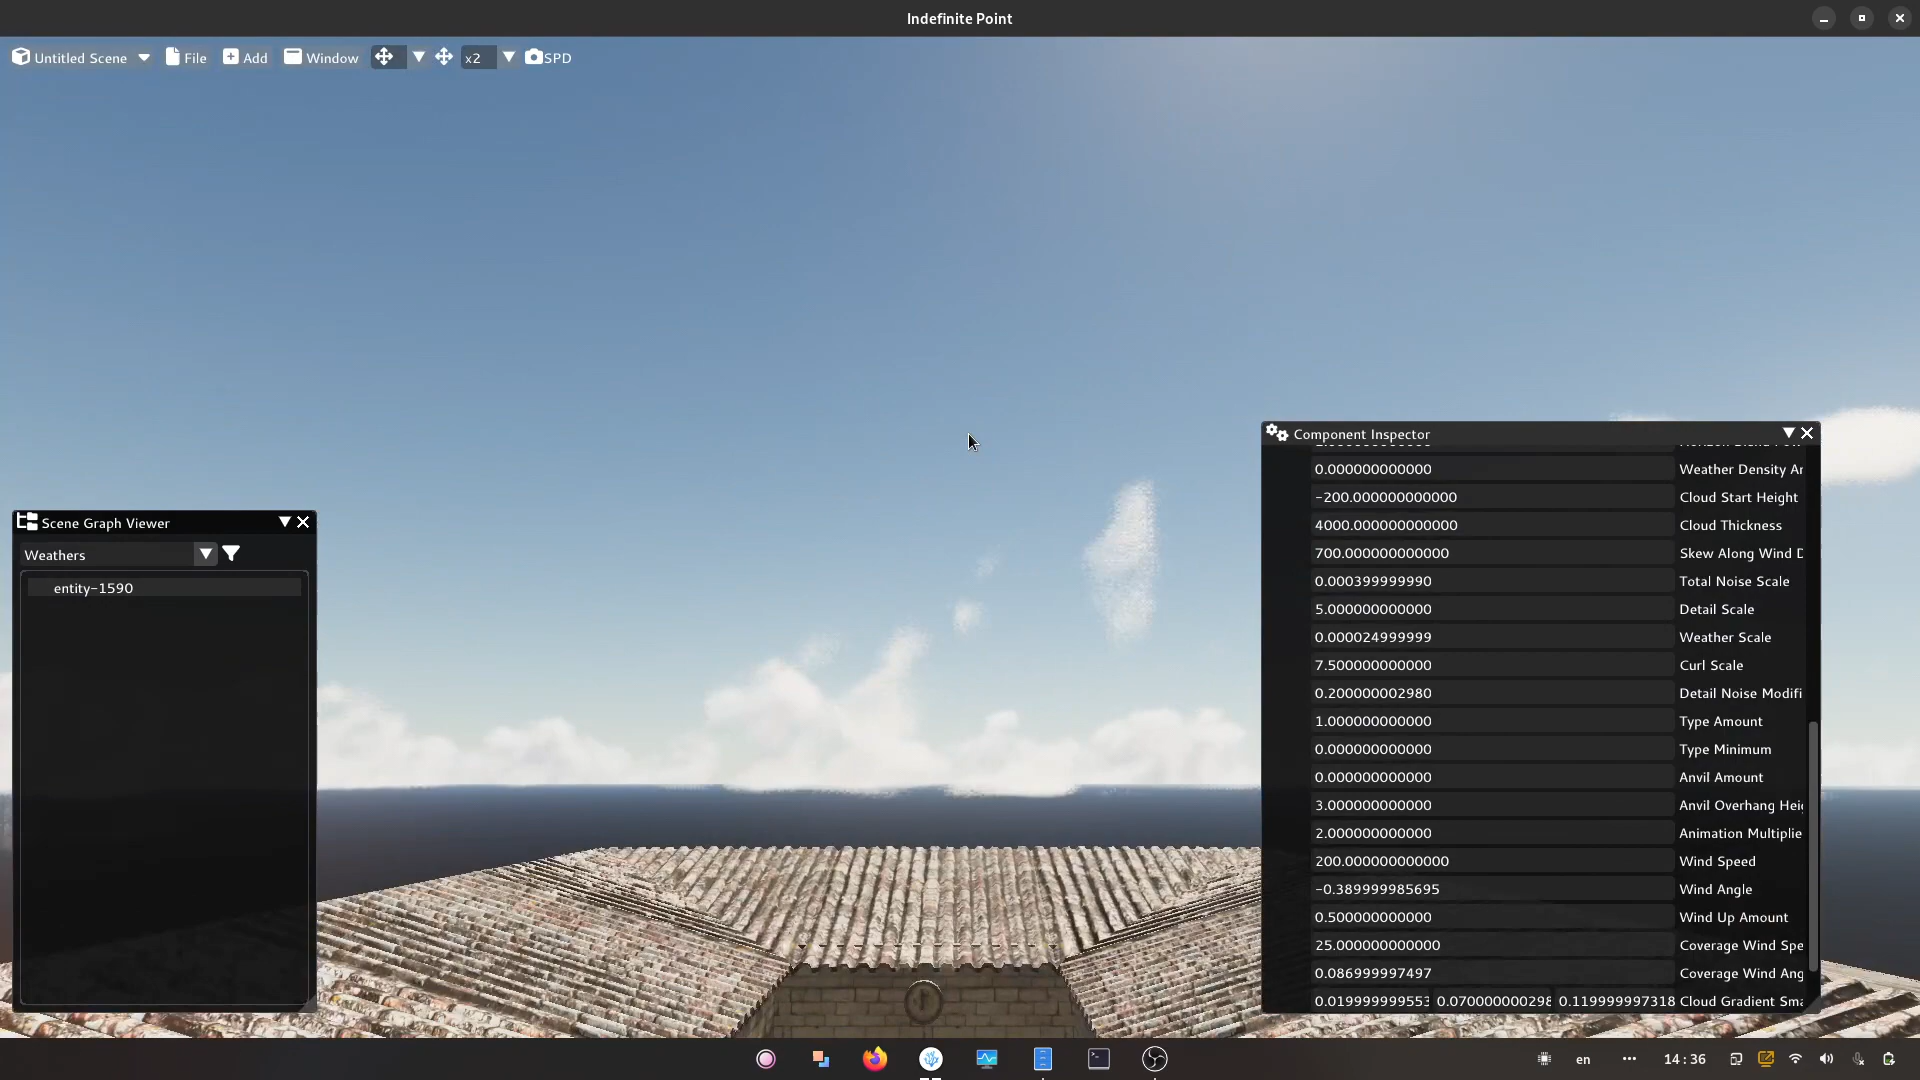 Indefinite Point
Untitled Scene File Add Window x2 SPD
Component Inspector
0.000000000000 Weather Density Ar
-200.000000000000 Cloud Start Height
4000.000000000000 Cloud Thickness
700.000000000000 Skew Along Wind D
0.000399999990 Total Noise Scale
5.000000000000 Detail Scale
0.000024999999 Weather Scale
7.500000000000 Curl Scale
0.200000002980 Detail Noise Modifi
1.000000000000 Type Amount
0.000000000000 Type Minimum
0.000000000000 Anvil Amount
3.000000000000 Anvil Overhang Heig
2.000000000000 Animation Multiplie
200.000000000000 Wind Speed
-0.389999985695 Wind Angle
0.500000000000 Wind Up Amount
25.000000000000 Coverage Wind Spe
0.086999997497 Coverage Wind Ang
0.019999999553 0.070000000298 0.119999997318 Cloud Gradient Sma
Scene Graph Viewer
Weathers
entity-1590
en 14:36